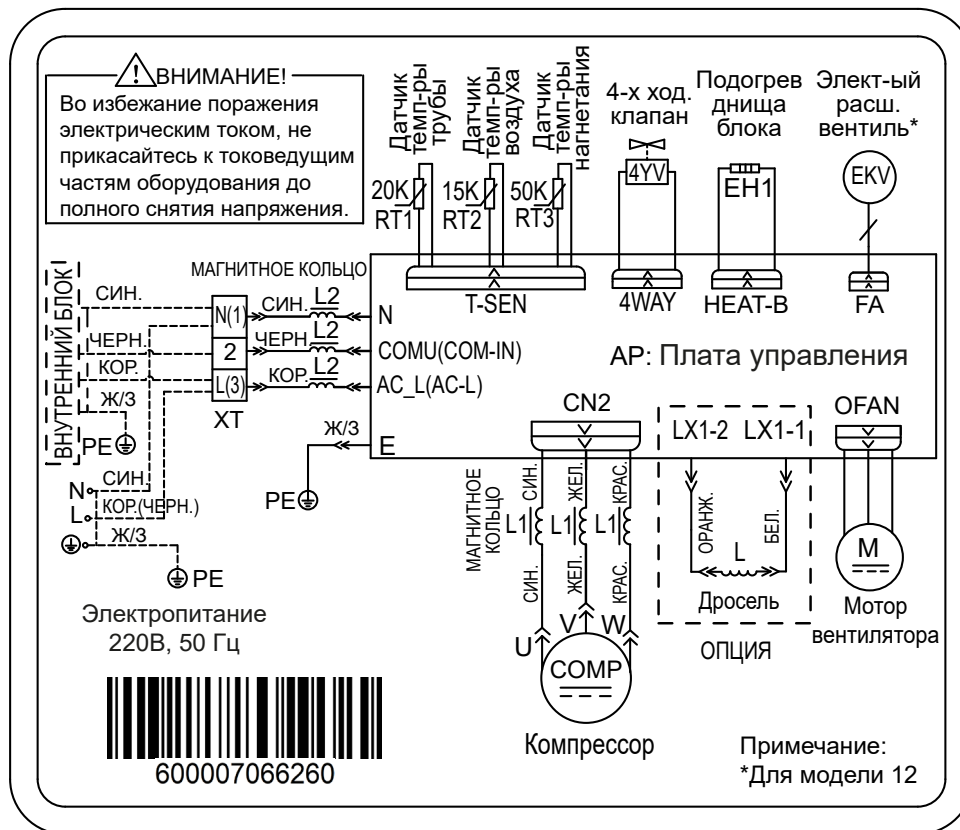 ВНИМАНИЕ!
Во избежание поражения
электрическим током, не
прикасайтесь к токоведущим
частям оборудования до
полного снятия напряжения.
Датчик
темп-ры
трубы
Датчик
темп-ры
воздуха
Датчик
темп-ры
нагнетания
4-х ход.
клапан
Подогрев
днища
блока
Элект-ый
расш.
вентиль*
20K
RT1
15K
RT2
50K
RT3
4YV
EH1
EKV
T-SEN
4WAY
HEAT-B
FA
МАГНИТНОЕ КОЛЬЦО
ВНУТРЕННИЙ БЛОК
СИН.
N(1)
СИН.
L2
N
ЧЕРН.
2
ЧЕРН.
L2
COMU(COM-IN)
КОР.
L(3)
КОР.
L2
AC_L(AC-L)
Ж/З
PE
XT
Ж/З
E
PE
AP: Плата управления
CN2
LX1-2 LX1-1
OFAN
N
СИН.
L
КОР.(ЧЕРН.)
Ж/З
PE
МАГНИТНОЕ
КОЛЬЦО
СИН.
ЖЕЛ.
КРАС.
L1
L1
L1
СИН.
ЖЕЛ.
КРАС.
U
V
W
COMP
Компрессор
ОРАНЖ.
БЕЛ.
L
Дросель
ОПЦИЯ
M
Мотор
вентилятора
Электропитание
220В, 50 Гц
600007066260
Примечание:
*Для модели 12